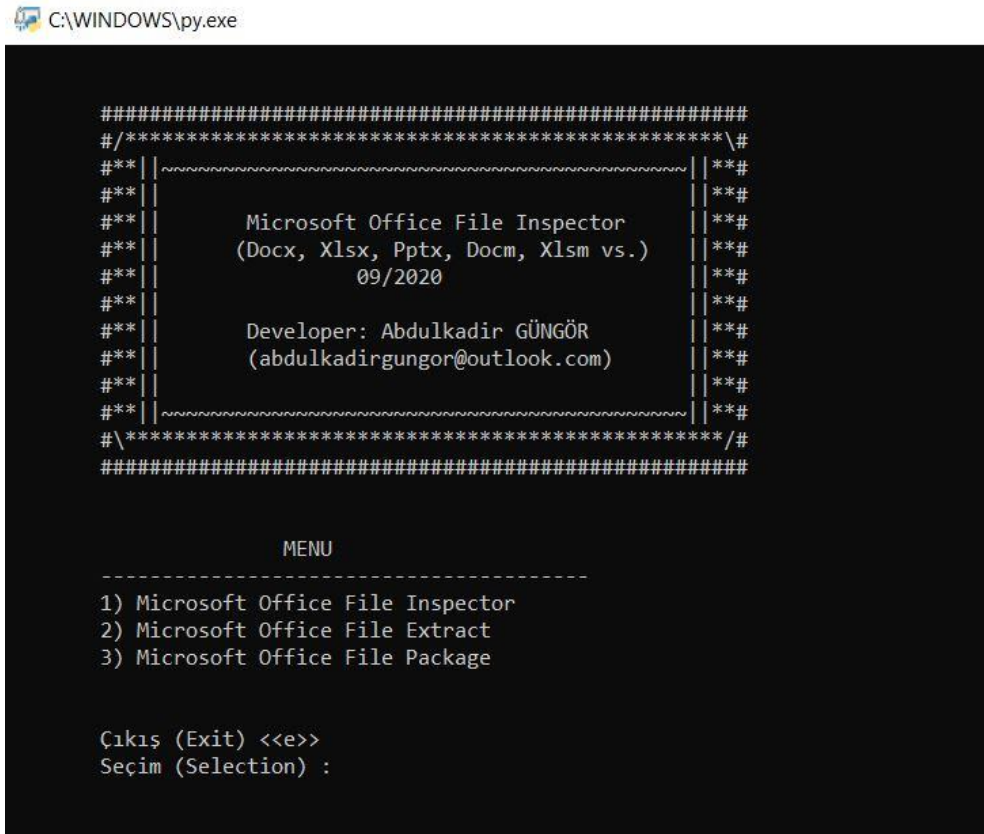 C:\WINDOWS\py.exe
#####################################################
#/*************************************************\#
#**||~~~~~~~~~~~~~~~~~~~~~~~~~~~~~~~~~~~~~~~~~~~||**#
#**||                                           ||**#
#**||       Microsoft Office File Inspector     ||**#
#**||      (Docx, Xlsx, Pptx, Docm, Xlsm vs.)   ||**#
#**||                09/2020                    ||**#
#**||                                           ||**#
#**||       Developer: Abdulkadir GÜNGÖR        ||**#
#**||       (abdulkadirgungor@outlook.com)      ||**#
#**||                                           ||**#
#**||~~~~~~~~~~~~~~~~~~~~~~~~~~~~~~~~~~~~~~~~~~~||**#
#\*************************************************/#
#####################################################
MENU
----------------------------------------
1) Microsoft Office File Inspector
2) Microsoft Office File Extract
3) Microsoft Office File Package
Çıkış (Exit) <<e>>
Seçim (Selection) :